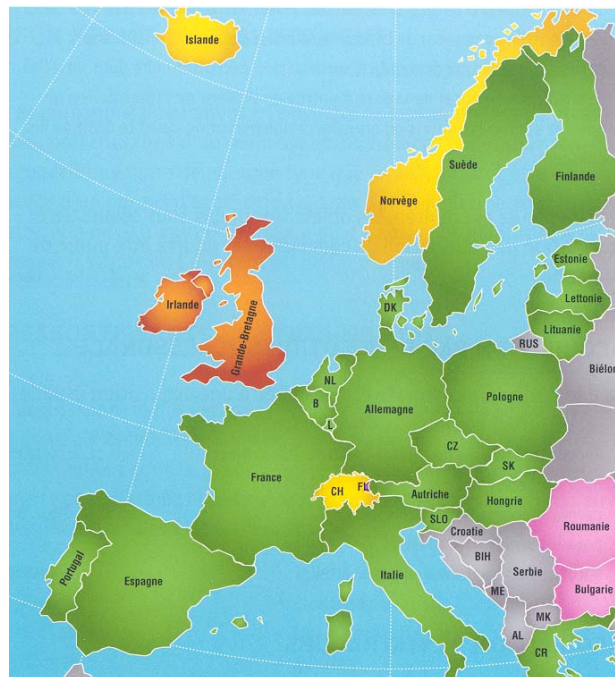 Islande
Suède
Finlande
Norvège
Estonie
Lettonie
Lituanie
RUS
Irlande
Grande-Bretagne
DK
Biélor
NL
B
L
Allemagne
Pologne
CZ
SK
France
CH
FL
Autriche
Hongrie
SLO
Croatie
Roumanie
BIH
Serbie
Bulgarie
ME
MK
AL
CR
Italie
Espagne
Portugal